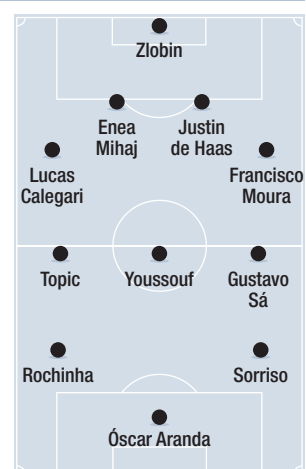 Zlobin
Enea
Mihaj
Justin
de Haas
Lucas
Calegari
Francisco
Moura
Topic
Youssouf
Gustavo
Sá
Rochinha
Sorriso
Óscar Aranda